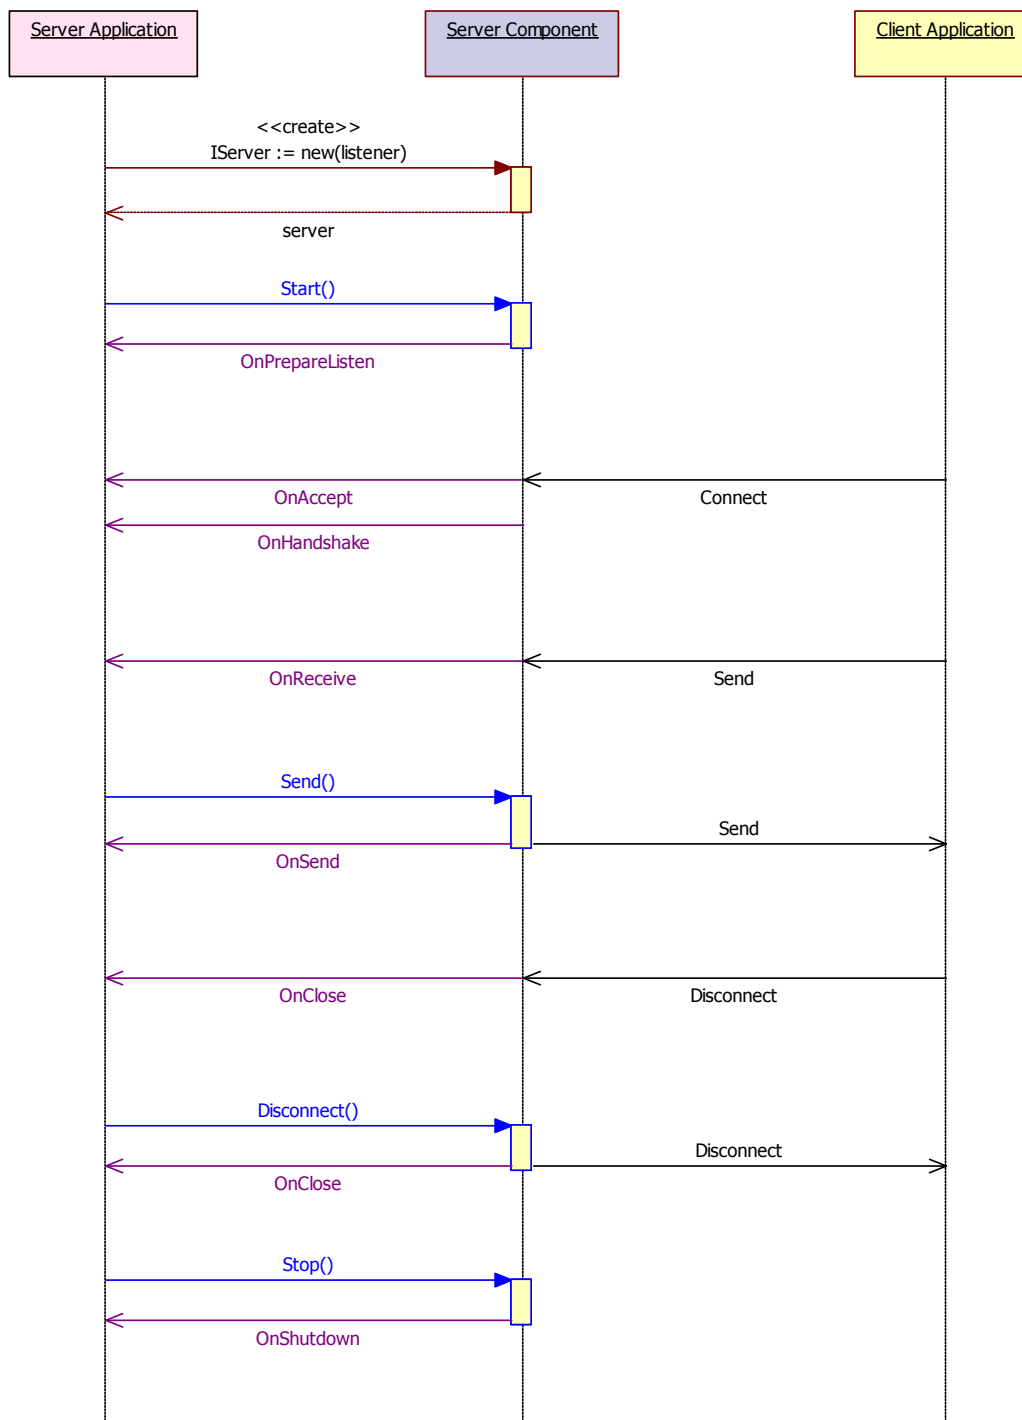 Server Application
Server Component
Client Application
<<create>>
IServer := new(listener)
server
Start()
OnPrepareListen
OnAccept
Connect
OnHandshake
OnReceive
Send
Send()
Send
OnSend
OnClose
Disconnect
Disconnect()
Disconnect
OnClose
Stop()
OnShutdown